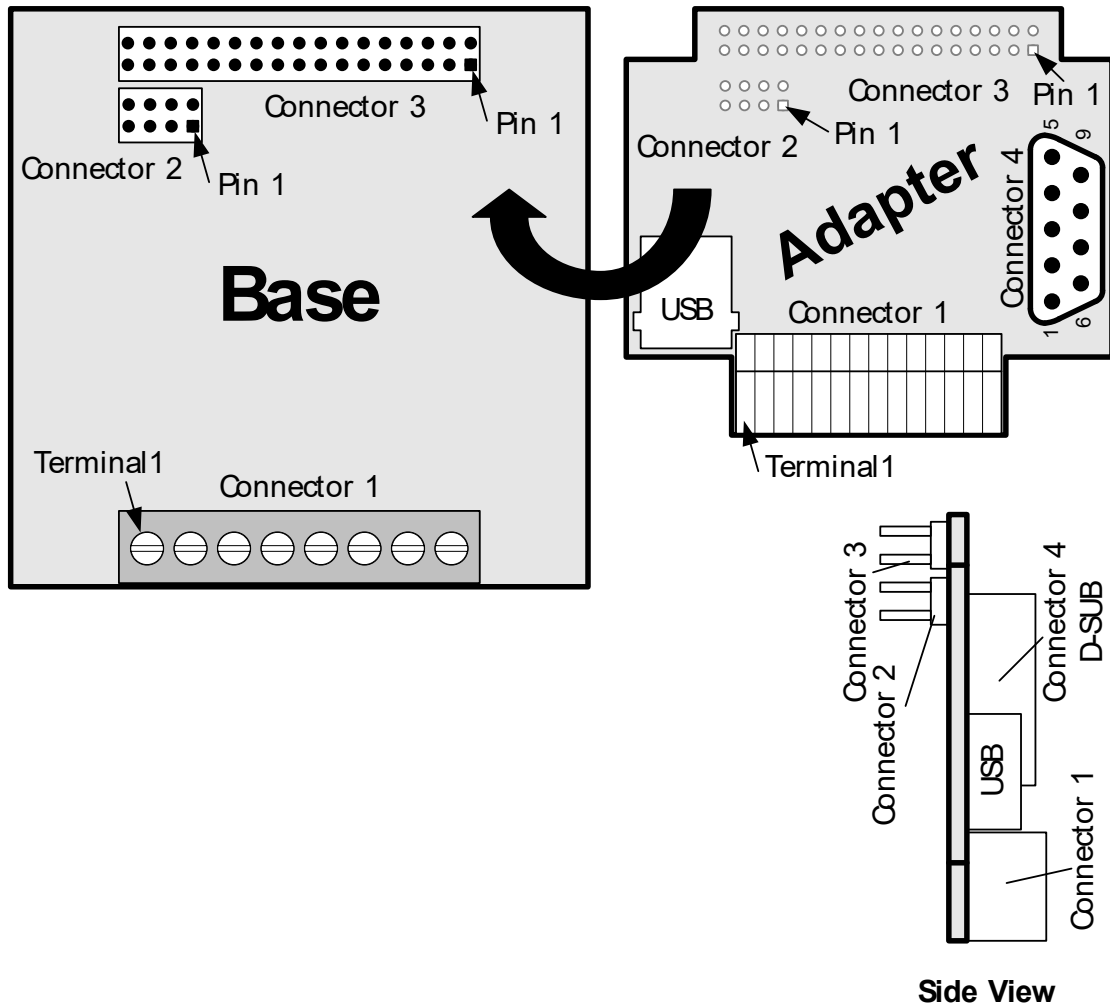 Connector 3
Pin 1
Connector 2
Pin 1
Base
Terminal1
Connector 1
Connector 3
Pin 1
Connector 2
Pin 1
Adapter
Connector 4
5
9
1
6
USB
Connector 1
Terminal1
Connector 3
Connector 2
Connector 4
D-SUB
USB
Connector 1
Side View